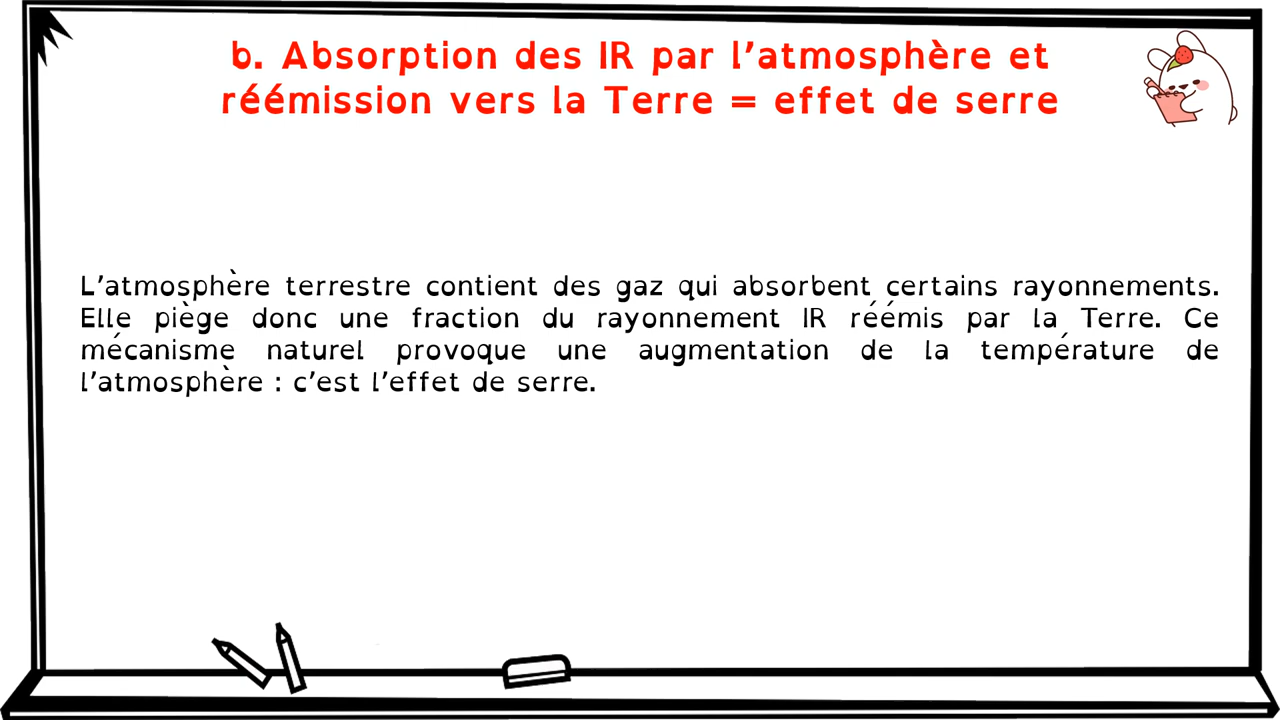 b. Absorption des IR par l’atmosphère et
réémission vers la Terre = effet de serre
L’atmosphère terrestre contient des gaz qui absorbent certains rayonnements.
Elle piège donc une fraction du rayonnement IR réémis par la Terre. Ce
mécanisme naturel provoque une augmentation de la température de
l’atmosphère : c’est l’effet de serre.